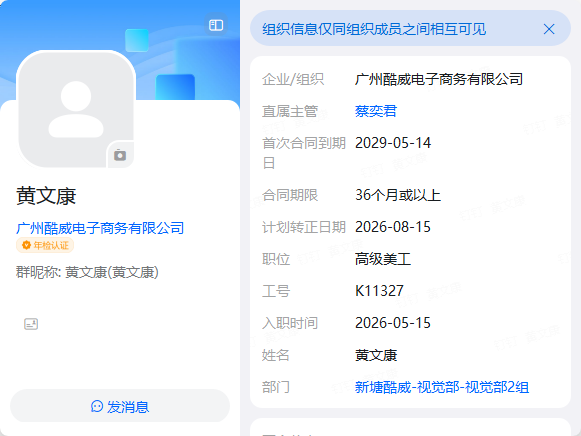 黄文康
广州酷威电子商务有限公司
年检认证
群昵称: 黄文康(黄文康)
发消息
组织信息仅同组织成员之间相互可见
企业/组织 广州酷威电子商务有限公司
直属主管 蔡奕君
首次合同到期日 2029-05-14
合同期限 36个月或以上
计划转正日期 2026-08-15
职位 高级美工
工号 K11327
入职时间 2026-05-15
姓名 黄文康
部门 新塘酷威-视觉部-视觉部2组